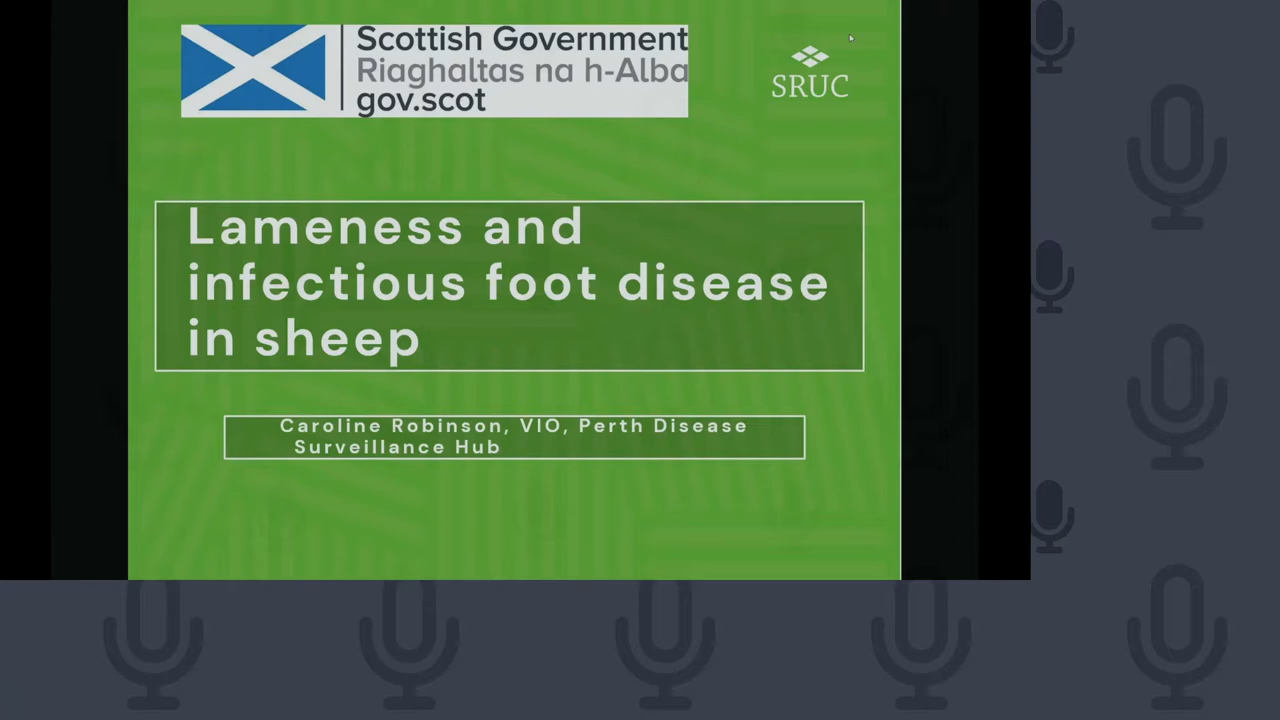 Scottish Government
Riaghaltas na h-Alba
gov.scot
SRUC
Lameness and
infectious foot disease
in sheep
Caroline Robinson, VIO, Perth Disease
Surveillance Hub